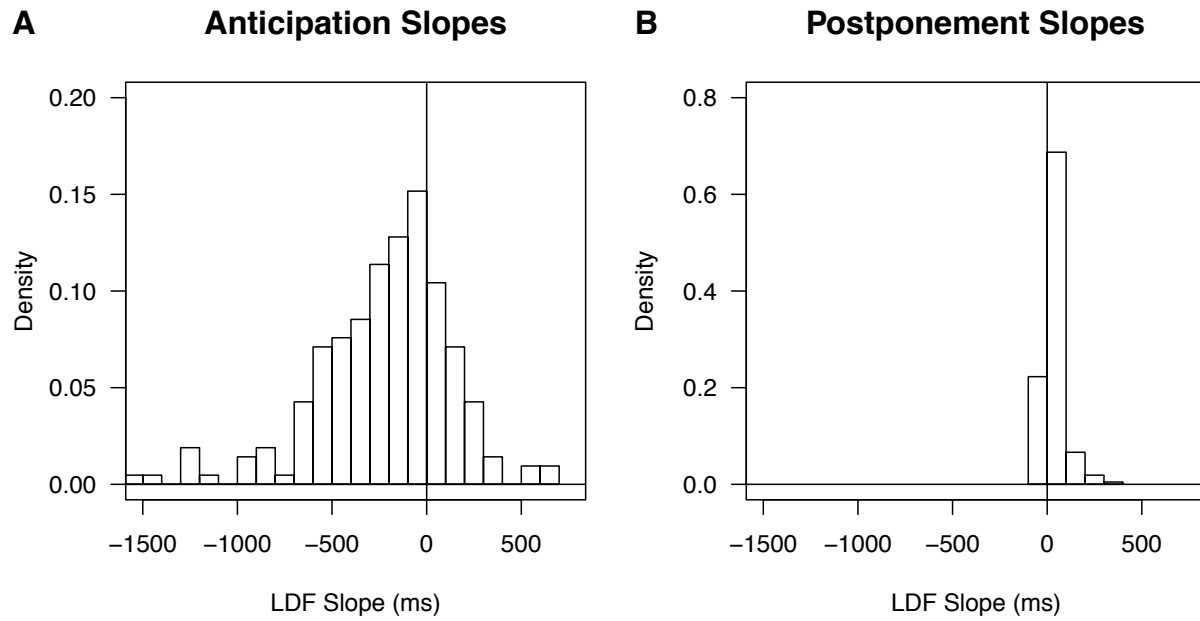 A
Anticipation Slopes
Density
0.20
0.15
0.10
0.05
0.00
−1500 −1000 −500 0 500
LDF Slope (ms)
B
Postponement Slopes
Density
0.8
0.6
0.4
0.2
0.0
−1500 −1000 −500 0 500
LDF Slope (ms)